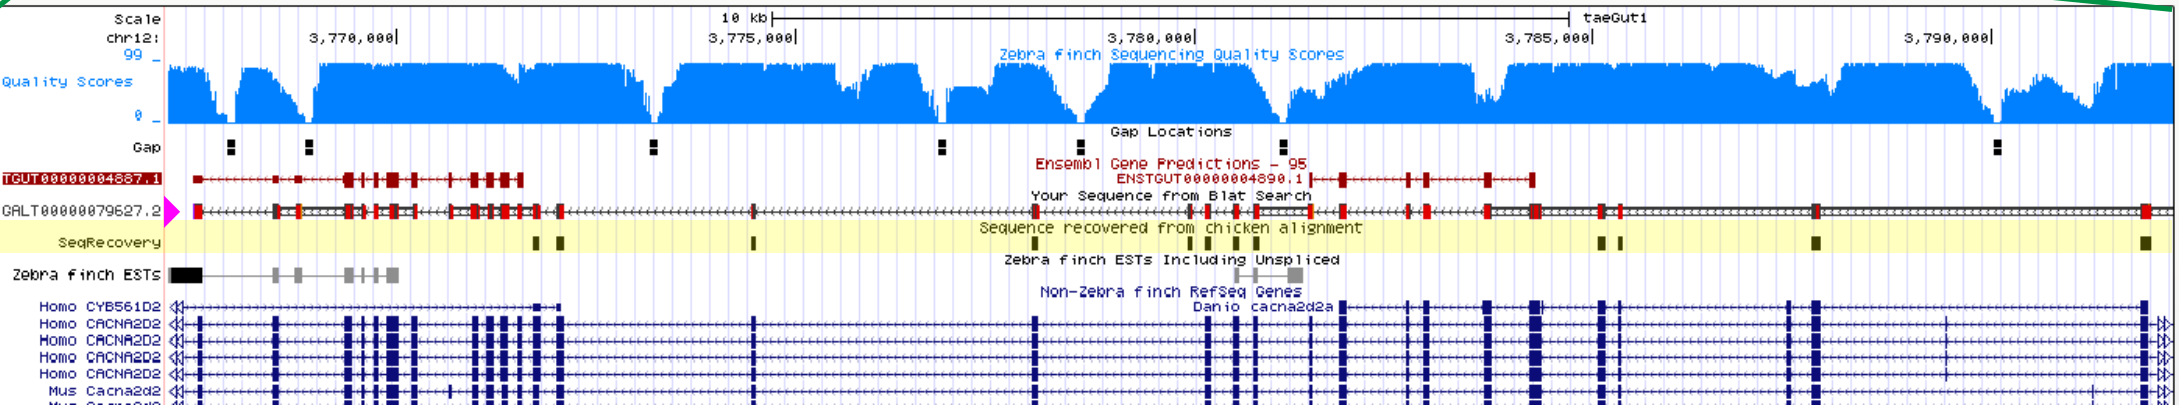 Scale 10 kb taeGut1
chr12: 3,770,000 3,775,000 3,780,000 3,785,000 3,790,000
99 _ Zebra finch Sequencing Quality Scores
Quality Scores
0 _
Gap Locations
Gap
Ensembl Gene Predictions - 95
TGUT00000004887.1 ENSTGUT00000004890.1
Your Sequence from Blat Search
GALT00000079627.2
Sequence recovered from chicken alignment
SeqRecovery
Zebra finch ESTs Including Unspliced
Zebra finch ESTs
Non-Zebra finch RefSeq Genes
Homo CYB561D2 Danio cacna2d2a
Homo CACNA2D2
Homo CACNA2D2
Homo CACNA2D2
Homo CACNA2D2
Mus Cacna2d2